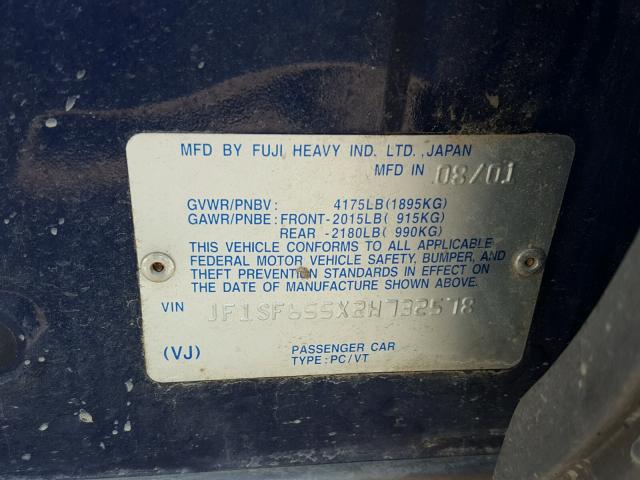 MFD BY FUJI HEAVY IND. LTD. ,JAPAN
MFD IN 08/01
GVWR/PNBV: 4175LB(1895KG)
GAWR/PNBE:FRONT-2015LB( 915KG)
REAR -2180LB( 990KG)
THIS VEHICLE CONFORMS TO ALL APPLICABLE
FEDERAL MOTOR VEHICLE SAFETY, BUMPER, AND
THEFT PREVENTION STANDARDS IN EFFECT ON
THE DATE OF MANUFACTURE SHOWN ABOVE.
VIN JF1SF655X2H732578
(VJ) PASSENGER CAR
TYPE:PC/VT